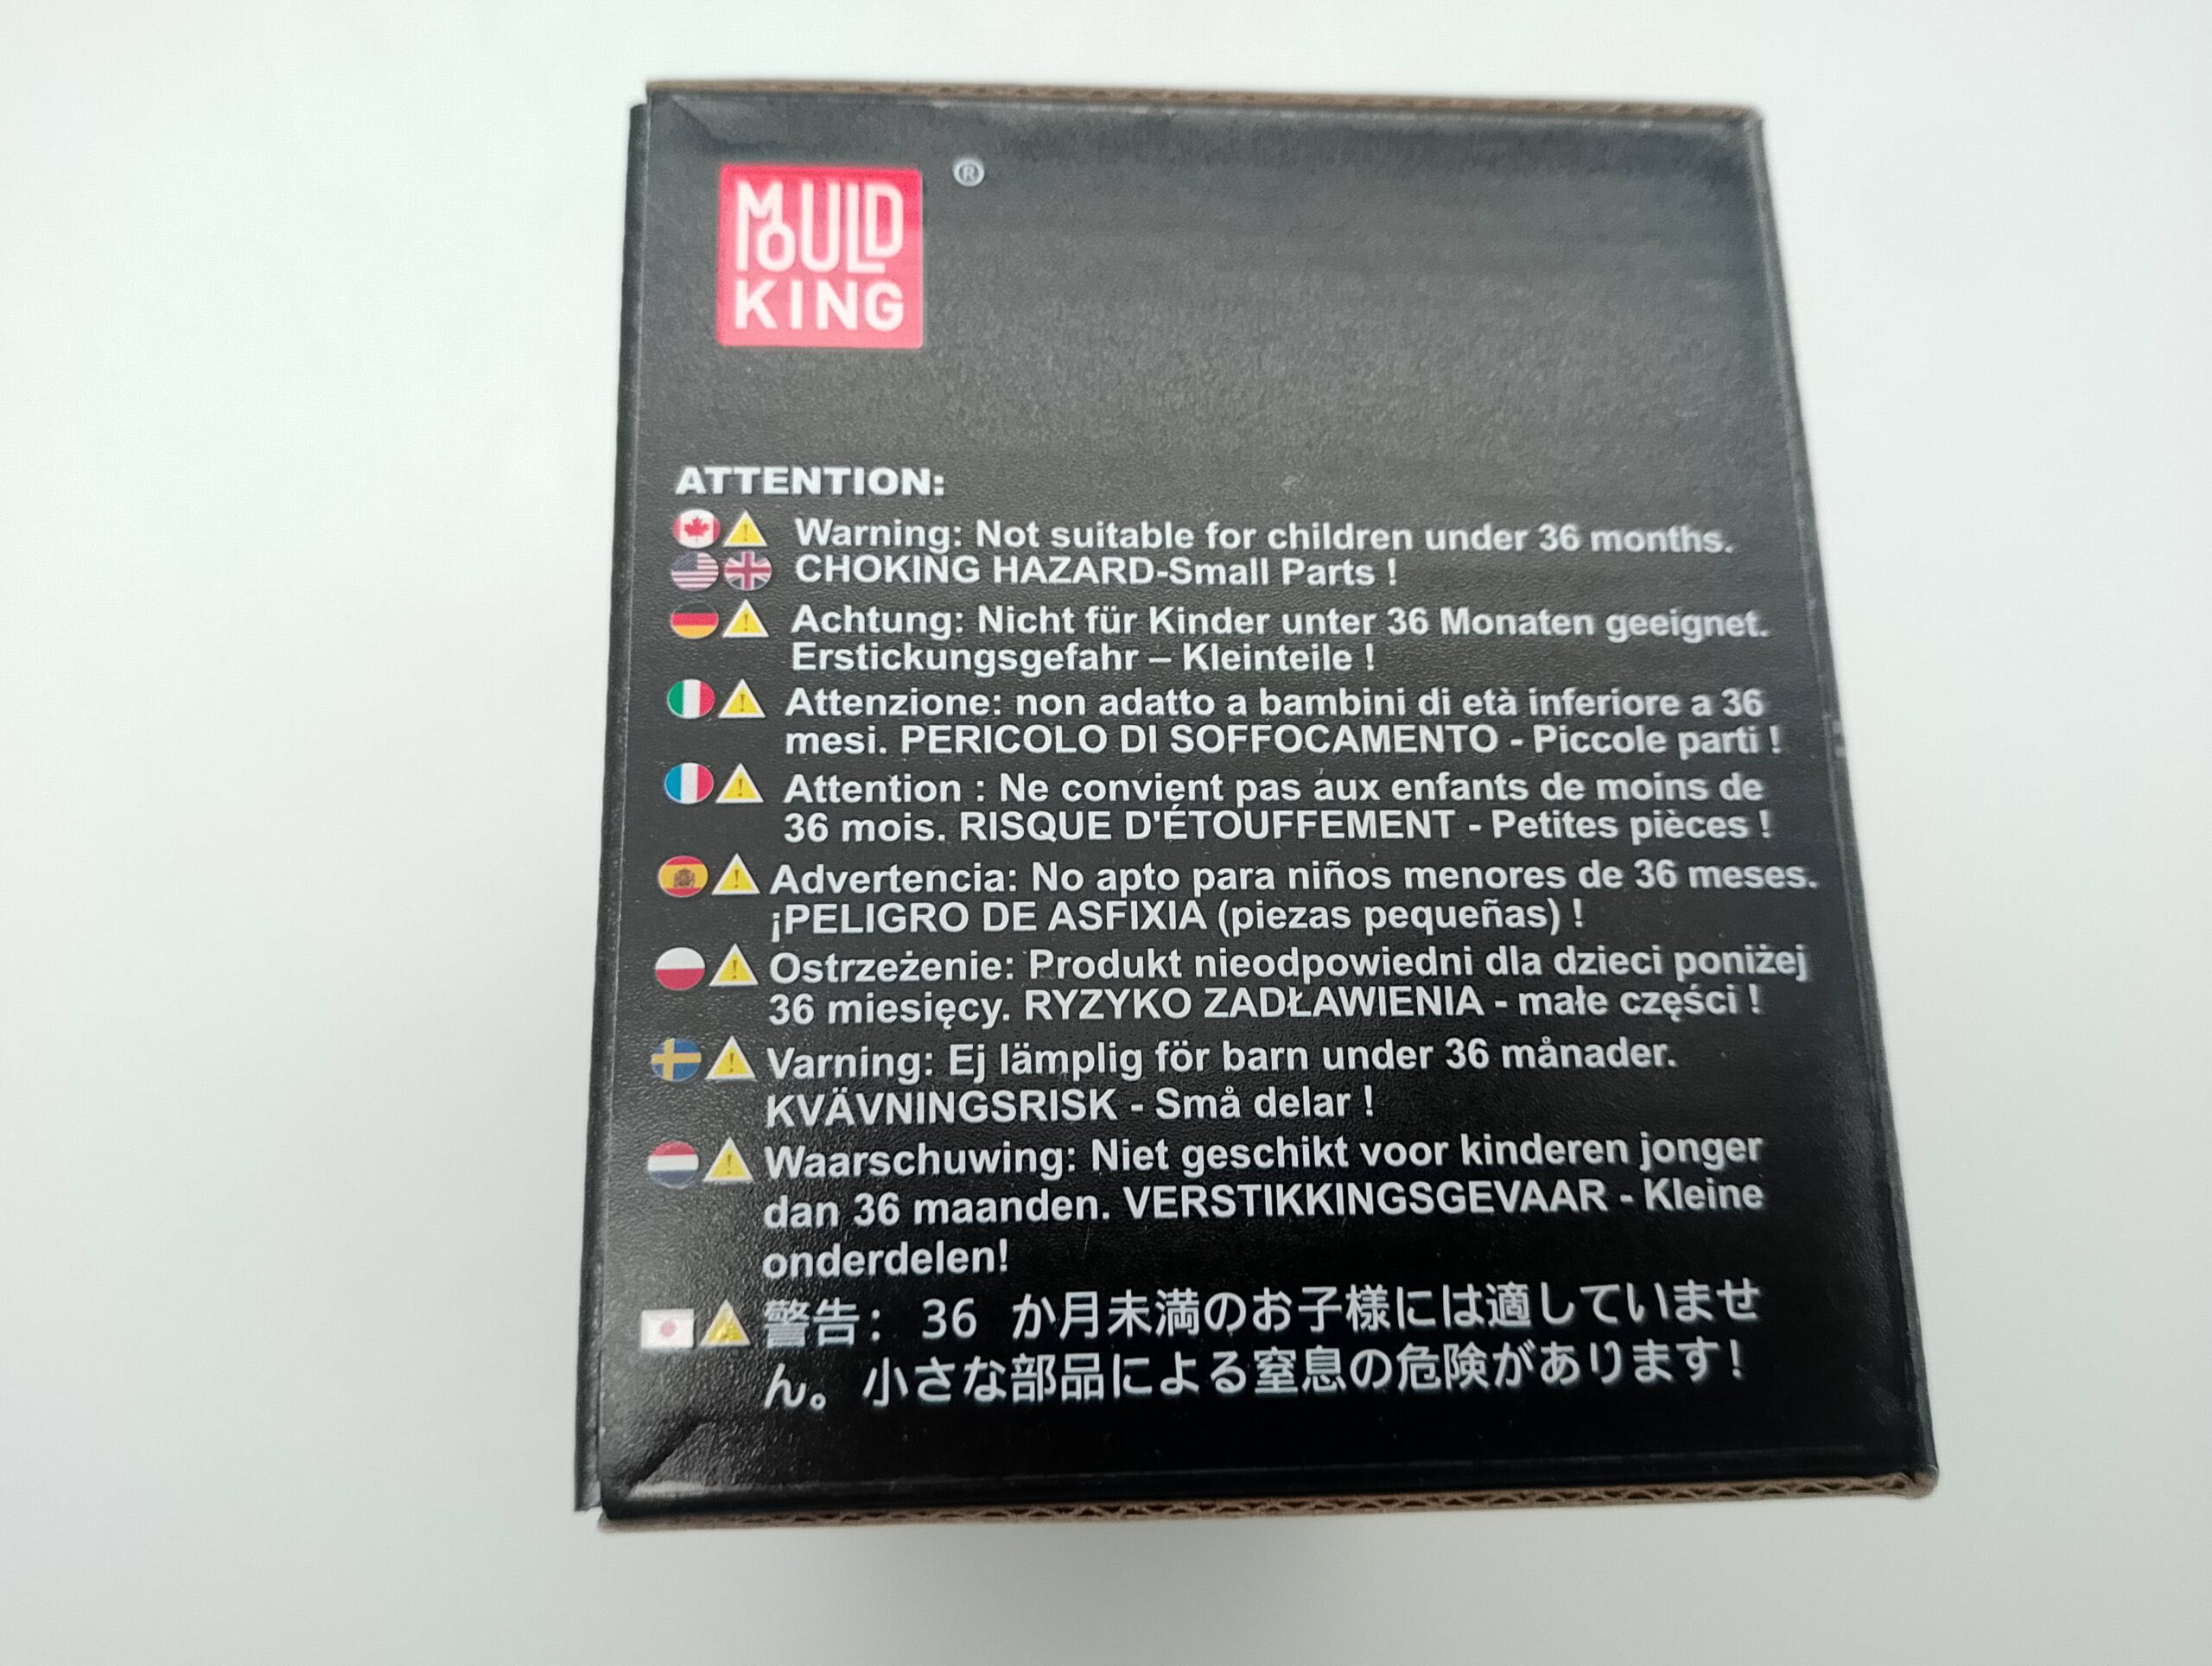 MOULD
KING
®
ATTENTION:
Warning: Not suitable for children under 36 months.
CHOKING HAZARD-Small Parts !
Achtung: Nicht für Kinder unter 36 Monaten geeignet.
Erstickungsgefahr – Kleinteile !
Attenzione: non adatto a bambini di età inferiore a 36
mesi. PERICOLO DI SOFFOCAMENTO - Piccole parti !
Attention : Ne convient pas aux enfants de moins de
36 mois. RISQUE D'ÉTOUFFEMENT - Petites pièces !
Advertencia: No apto para niños menores de 36 meses.
¡PELIGRO DE ASFIXIA (piezas pequeñas) !
Ostrzeżenie: Produkt nieodpowiedni dla dzieci poniżej
36 miesięcy. RYZYKO ZADŁAWIENIA - małe części !
Varning: Ej lämplig för barn under 36 månader.
KVÄVNINGSRISK - Små delar !
Waarschuwing: Niet geschikt voor kinderen jonger
dan 36 maanden. VERSTIKKINGSGEVAAR - Kleine
onderdelen!
警告： 36 か月未満のお子様には適していませ
ん。小さな部品による窒息の危険があります!